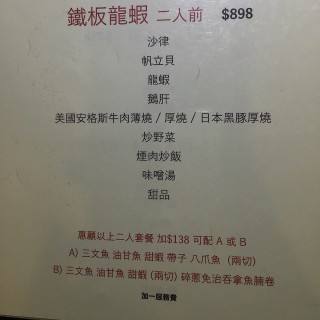 鐵板龍蝦 二人前 $898
沙律
帆立貝
龍蝦
鵝肝
美國安格斯牛肉薄燒 / 厚燒 / 日本黑豚厚燒
炒野菜
煙肉炒飯
味噌湯
甜品
惠顧以上二人套餐 加$138 可配 A 或 B
A) 三文魚 油甘魚 甜蝦 帶子 八爪魚（兩切）
B) 三文魚 油甘魚 甜蝦 (兩切) 碎蔥免治吞拿魚腩卷
加一服務費